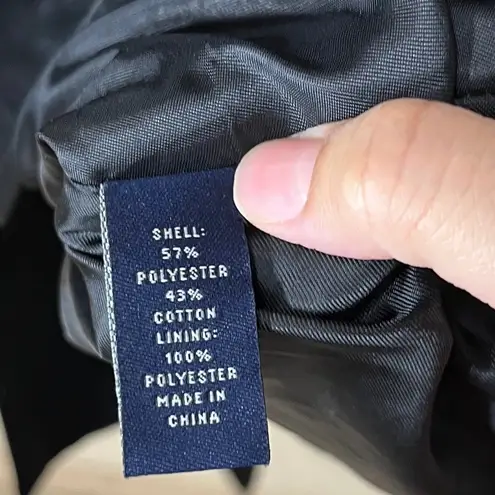 SHELL:
57%
POLYESTER
43%
COTTON
LINING:
100%
POLYESTER
MADE IN
CHINA